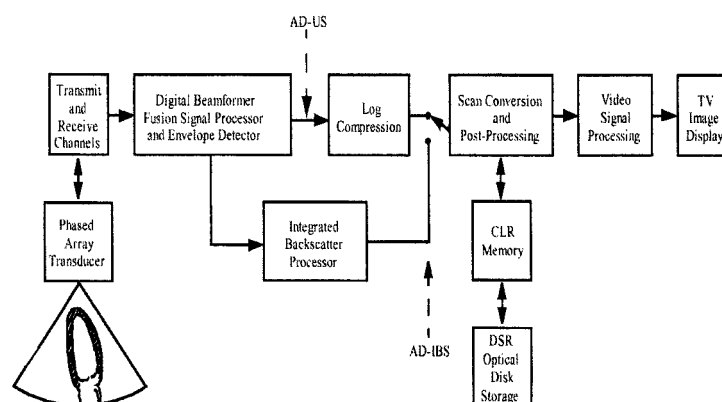 AD-US
Transmit
and
Receive
Channels
Digital Beamformer
Fusion Signal Processor
and Envelope Detector
Log
Compression
Scan Conversion
and
Post-Processing
Video
Signal
Processing
TV
Image
Display
Phased
Array
Transducer
Integrated
Backscatter
Processor
CLR
Memory
AD-IBS
DSR
Optical
Disk
Storage